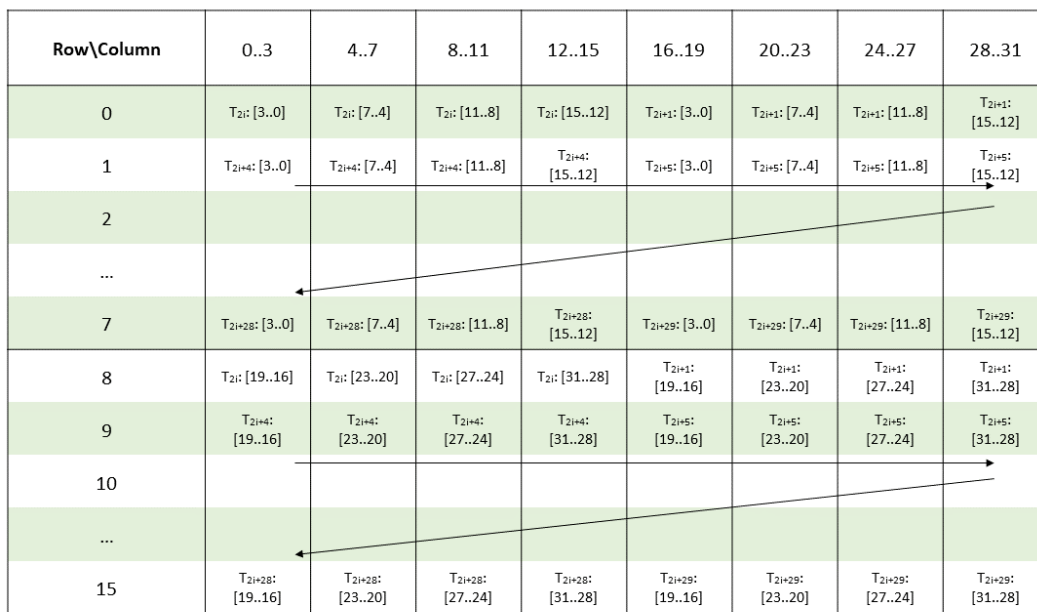 Row\Column 0..3 4..7 8..11 12..15 16..19 20..23 24..27 28..31
0 T2i: [3..0] T2i: [7..4] T2i: [11..8] T2i: [15..12] T2i+1: [3..0] T2i+1: [7..4] T2i+1: [11..8] T2i+1: [15..12]
1 T2i+4: [3..0] T2i+4: [7..4] T2i+4: [11..8] T2i+4: [15..12] T2i+5: [3..0] T2i+5: [7..4] T2i+5: [11..8] T2i+5: [15..12]
2
...
7 T2i+28: [3..0] T2i+28: [7..4] T2i+28: [11..8] T2i+28: [15..12] T2i+29: [3..0] T2i+29: [7..4] T2i+29: [11..8] T2i+29: [15..12]
8 T2i: [19..16] T2i: [23..20] T2i: [27..24] T2i: [31..28] T2i+1: [19..16] T2i+1: [23..20] T2i+1: [27..24] T2i+1: [31..28]
9 T2i+4: [19..16] T2i+4: [23..20] T2i+4: [27..24] T2i+4: [31..28] T2i+5: [19..16] T2i+5: [23..20] T2i+5: [27..24] T2i+5: [31..28]
10
...
15 T2i+28: [19..16] T2i+28: [23..20] T2i+28: [27..24] T2i+28: [31..28] T2i+29: [19..16] T2i+29: [23..20] T2i+29: [27..24] T2i+29: [31..28]